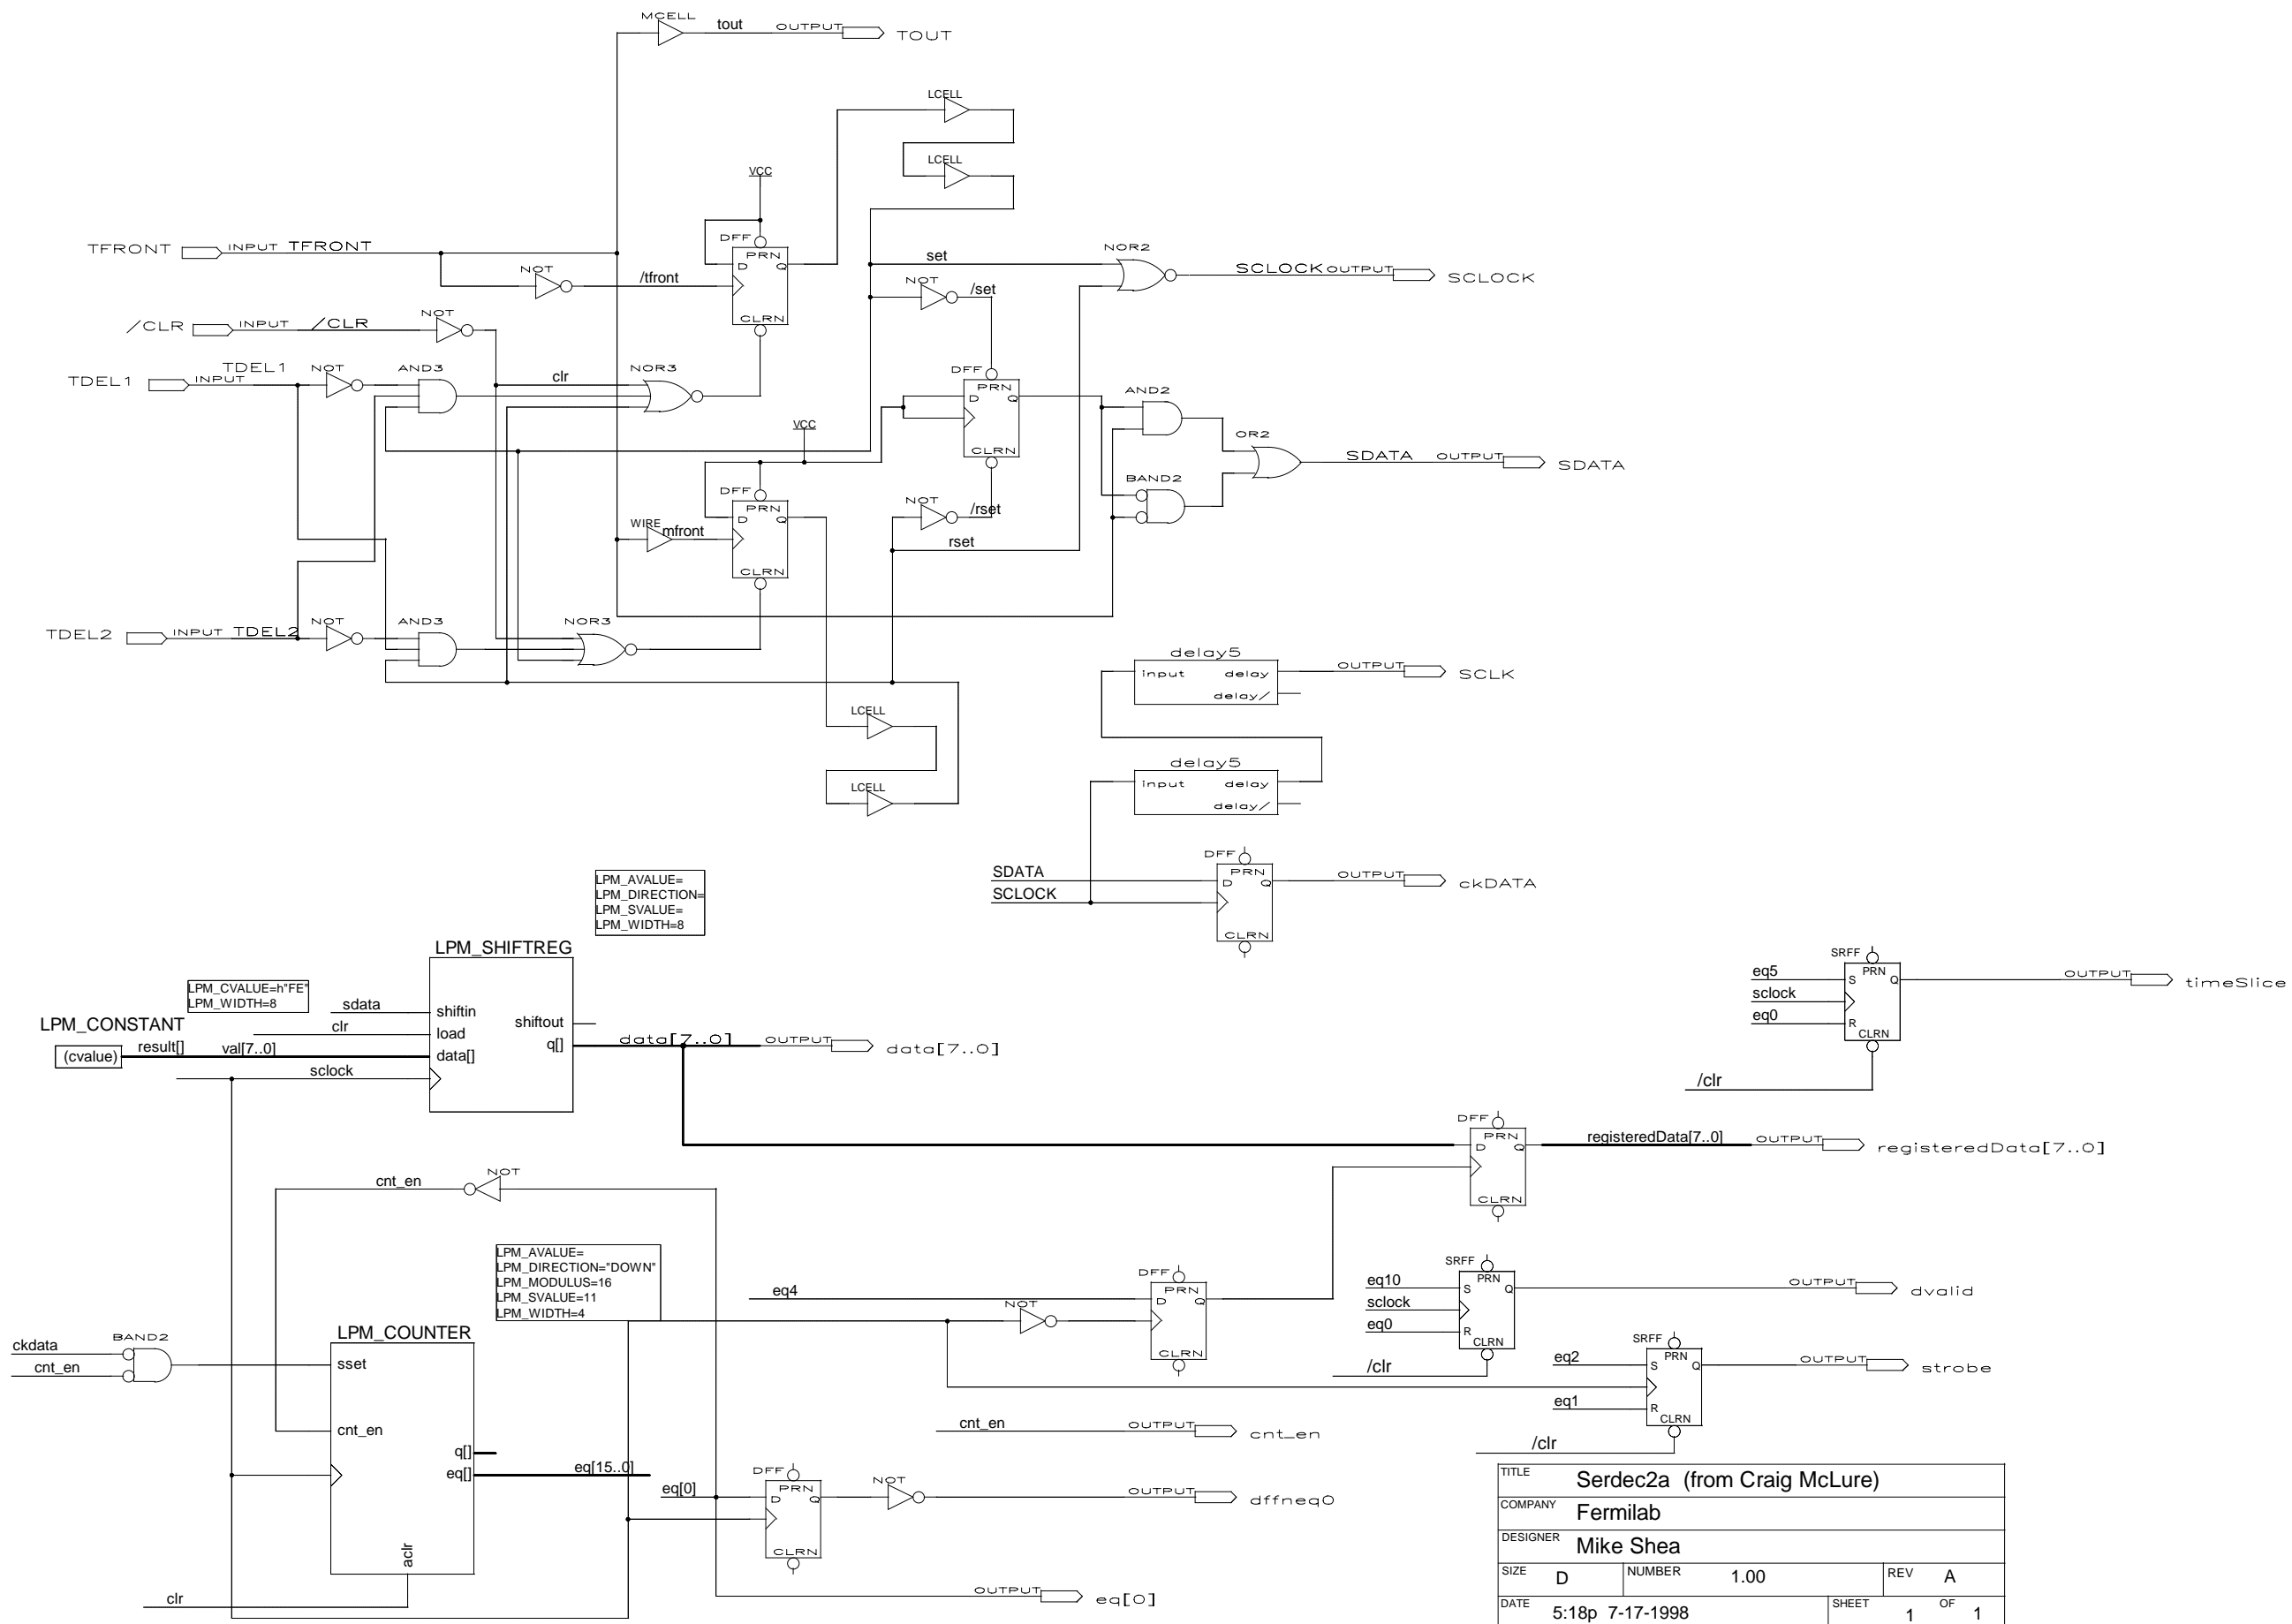 MCELL tout OUTPUT TOUT
LCELL
LCELL
VCC
TFRONT INPUT TFRONT
NOT /tfront
DFF PRN D Q CLRN
set
NOR2
SCLOCK OUTPUT SCLOCK
NOT /set
/CLR INPUT /CLR NOT
TDEL1 INPUT TDEL1 NOT AND3
clr
NOR3
DFF PRN D Q CLRN
AND2
OR2
SDATA OUTPUT SDATA
BAND2
VCC
DFF PRN D Q CLRN
WIRE mfront
NOT /rset
rset
TDEL2 INPUT TDEL2 NOT AND3
NOR3
delay5
input delay
delay/
OUTPUT SCLK
LCELL
LCELL
delay5
input delay
delay/
SDATA
SCLOCK
DFF PRN D Q CLRN
OUTPUT ckDATA
LPM_AVALUE=
LPM_DIRECTION=
LPM_SVALUE=
LPM_WIDTH=8
LPM_SHIFTREG
LPM_CVALUE=h"FE"
LPM_WIDTH=8
LPM_CONSTANT
(cvalue) result[] val[7..0]
sdata
clr
sclock
shiftin
load
data[]
shiftout
q[]
data[7..0] OUTPUT data[7..0]
SRFF PRN S Q R CLRN
eq5
sclock
eq0
/clr
OUTPUT timeSlice
DFF PRN D Q CLRN
registeredData[7..0] OUTPUT registeredData[7..0]
cnt_en NOT
LPM_AVALUE=
LPM_DIRECTION="DOWN"
LPM_MODULUS=16
LPM_SVALUE=11
LPM_WIDTH=4
eq4
NOT
DFF PRN D Q CLRN
SRFF PRN S Q R CLRN
eq10
sclock
eq0
/clr
OUTPUT dvalid
LPM_COUNTER
ckdata
cnt_en
BAND2
sset
cnt_en
q[]
eq[]
aclr
clr
eq[15..0]
SRFF PRN S Q R CLRN
eq2
eq1
/clr
OUTPUT strobe
cnt_en OUTPUT cnt_en
eq[0]
DFF PRN D Q CLRN
NOT
OUTPUT dffneq0
OUTPUT eq[0]
TITLE Serdec2a (from Craig McLure)
COMPANY Fermilab
DESIGNER Mike Shea
SIZE D NUMBER 1.00 REV A
DATE 5:18p 7-17-1998 SHEET 1 OF 1